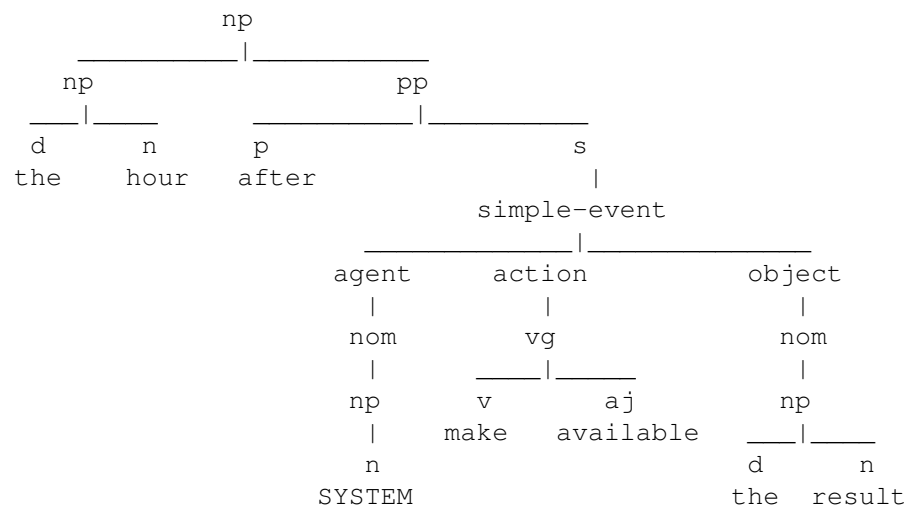 np
np pp
d n p s
the hour after
simple-event
agent action object
nom vg nom
np v aj np
make available
n d n
SYSTEM the result